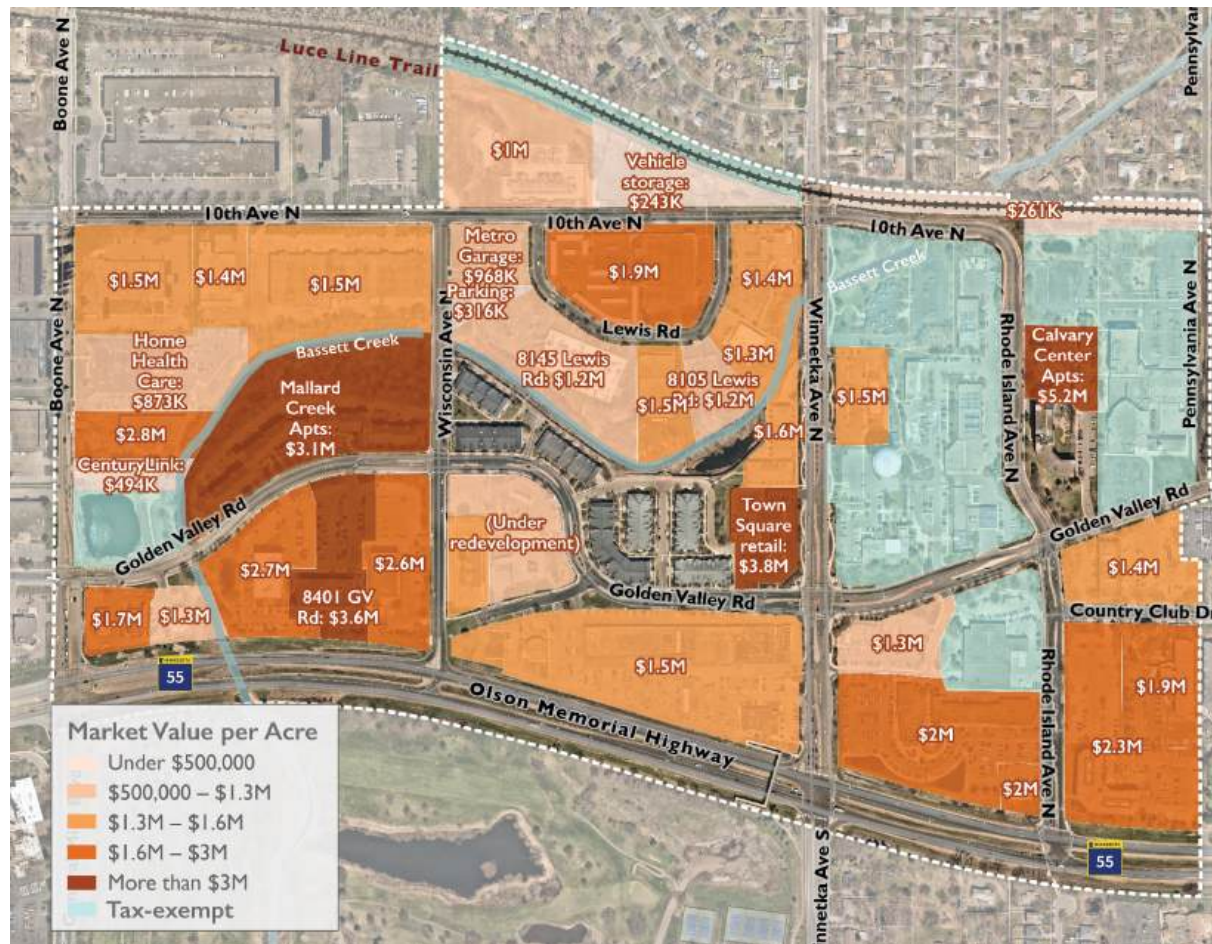 Boone Ave N
Luce Line Trail
Pennsylvan
$1M
Vehicle
storage:
$243K
10th Ave N
10th Ave N
10th Ave N
$261K
$1.5M
$1.4M
$1.5M
Metro
Garage:
$968K
Parking:
$316K
$1.9M
$1.4M
Bassett Creek
Lewis Rd
Boone Ave N
Wisconsin Ave N
Winnetka Ave N
Rhode Island Ave N
Pennsylvania Ave N
Home
Health
Care:
$873K
Bassett Creek
Mallard
Creek
Apts:
$3.1M
8145 Lewis
Rd: $1.2M
$1.3M
8105 Lewis
Rd: $1.2M
$1.5M
$1.6M
$1.5M
Calvary
Center
Apts:
$5.2M
$2.8M
CenturyLink:
$494K
Golden Valley Rd
(Under
redevelopment)
Town
Square
retail:
$3.8M
Golden Valley Rd
$2.7M
$2.6M
8401 GV
Rd: $3.6M
$1.7M
$1.3M
Golden Valley Rd
$1.4M
Country Club Dr
$1.3M
$1.5M
55
Olson Memorial Highway
Rhode Island Ave N
$1.9M
$2M
$2.3M
$2M
55
nnetka Ave S
Market Value per Acre
Under $500,000
$500,000 – $1.3M
$1.3M – $1.6M
$1.6M – $3M
More than $3M
Tax-exempt